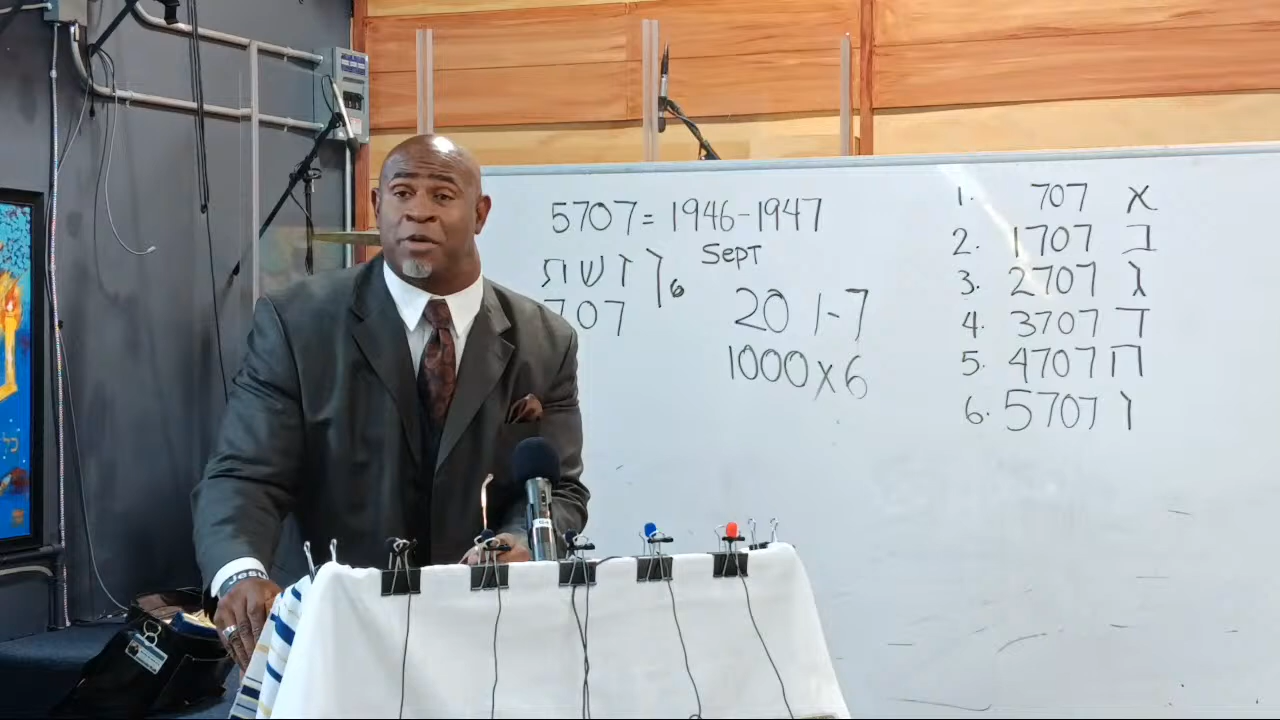 5707 = 1946-1947
Sept
ת ש ז ן 6
707
20 1-7
1000 x 6
1. 707 א
2. 1707 ב
3. 2707 ג
4. 3707 ד
5. 4707 ה
6. 5707 ו
JESUS